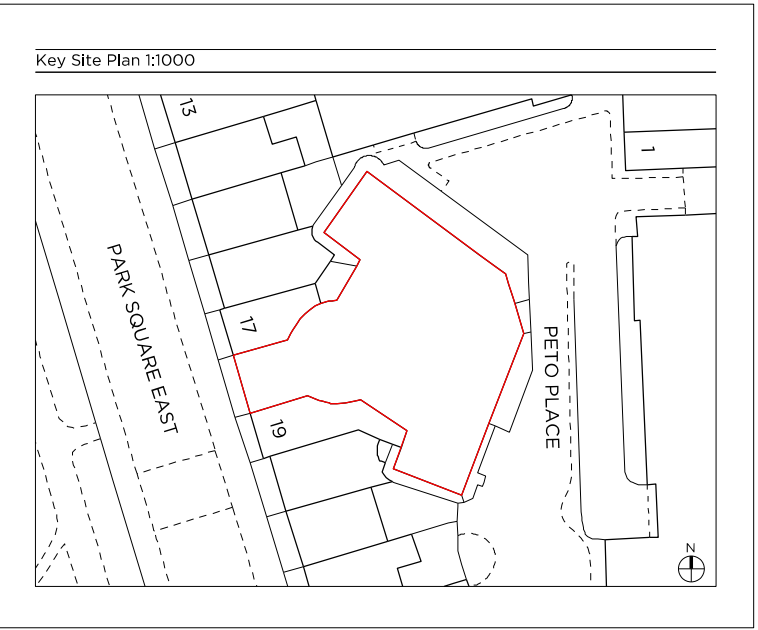 Key Site Plan 1:1000
13
1
PARK SQUARE EAST
17
PETO PLACE
19
N